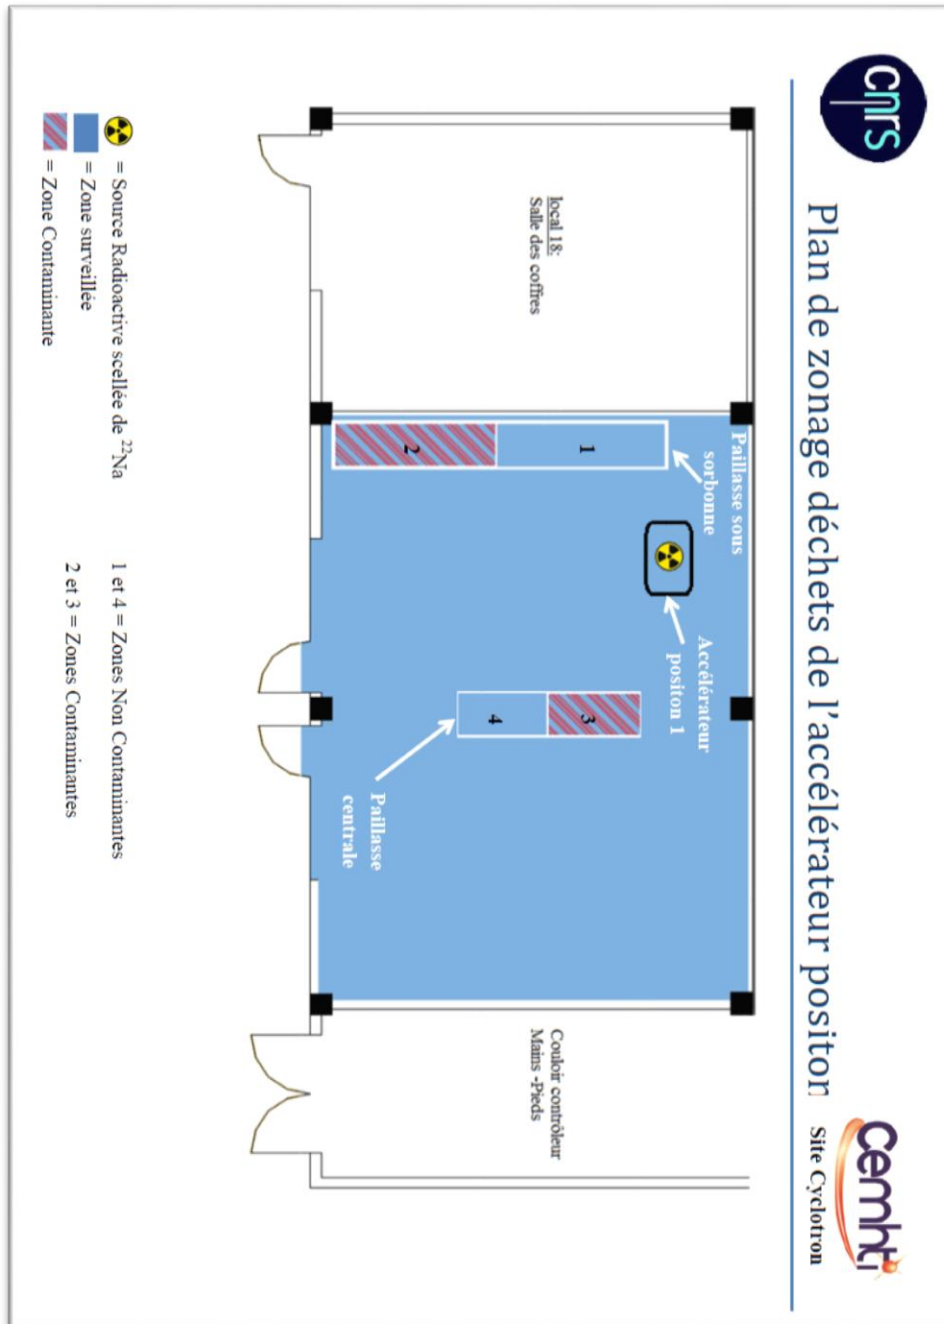 cnrs
Plan de zonage déchets de l'accélérateur positon
Cemhti
Site Cyclotron
local 18:
Salle des coffres
Paillasse sous
sorbonne
1
2
Accélérateur
positon 1
3
4
Paillasse
centrale
Couloir contrôleur
Mains -Pieds
= Source Radioactive scellée de ²²Na
= Zone surveillée
= Zone Contaminante
1 et 4 = Zones Non Contaminantes
2 et 3 = Zones Contaminantes